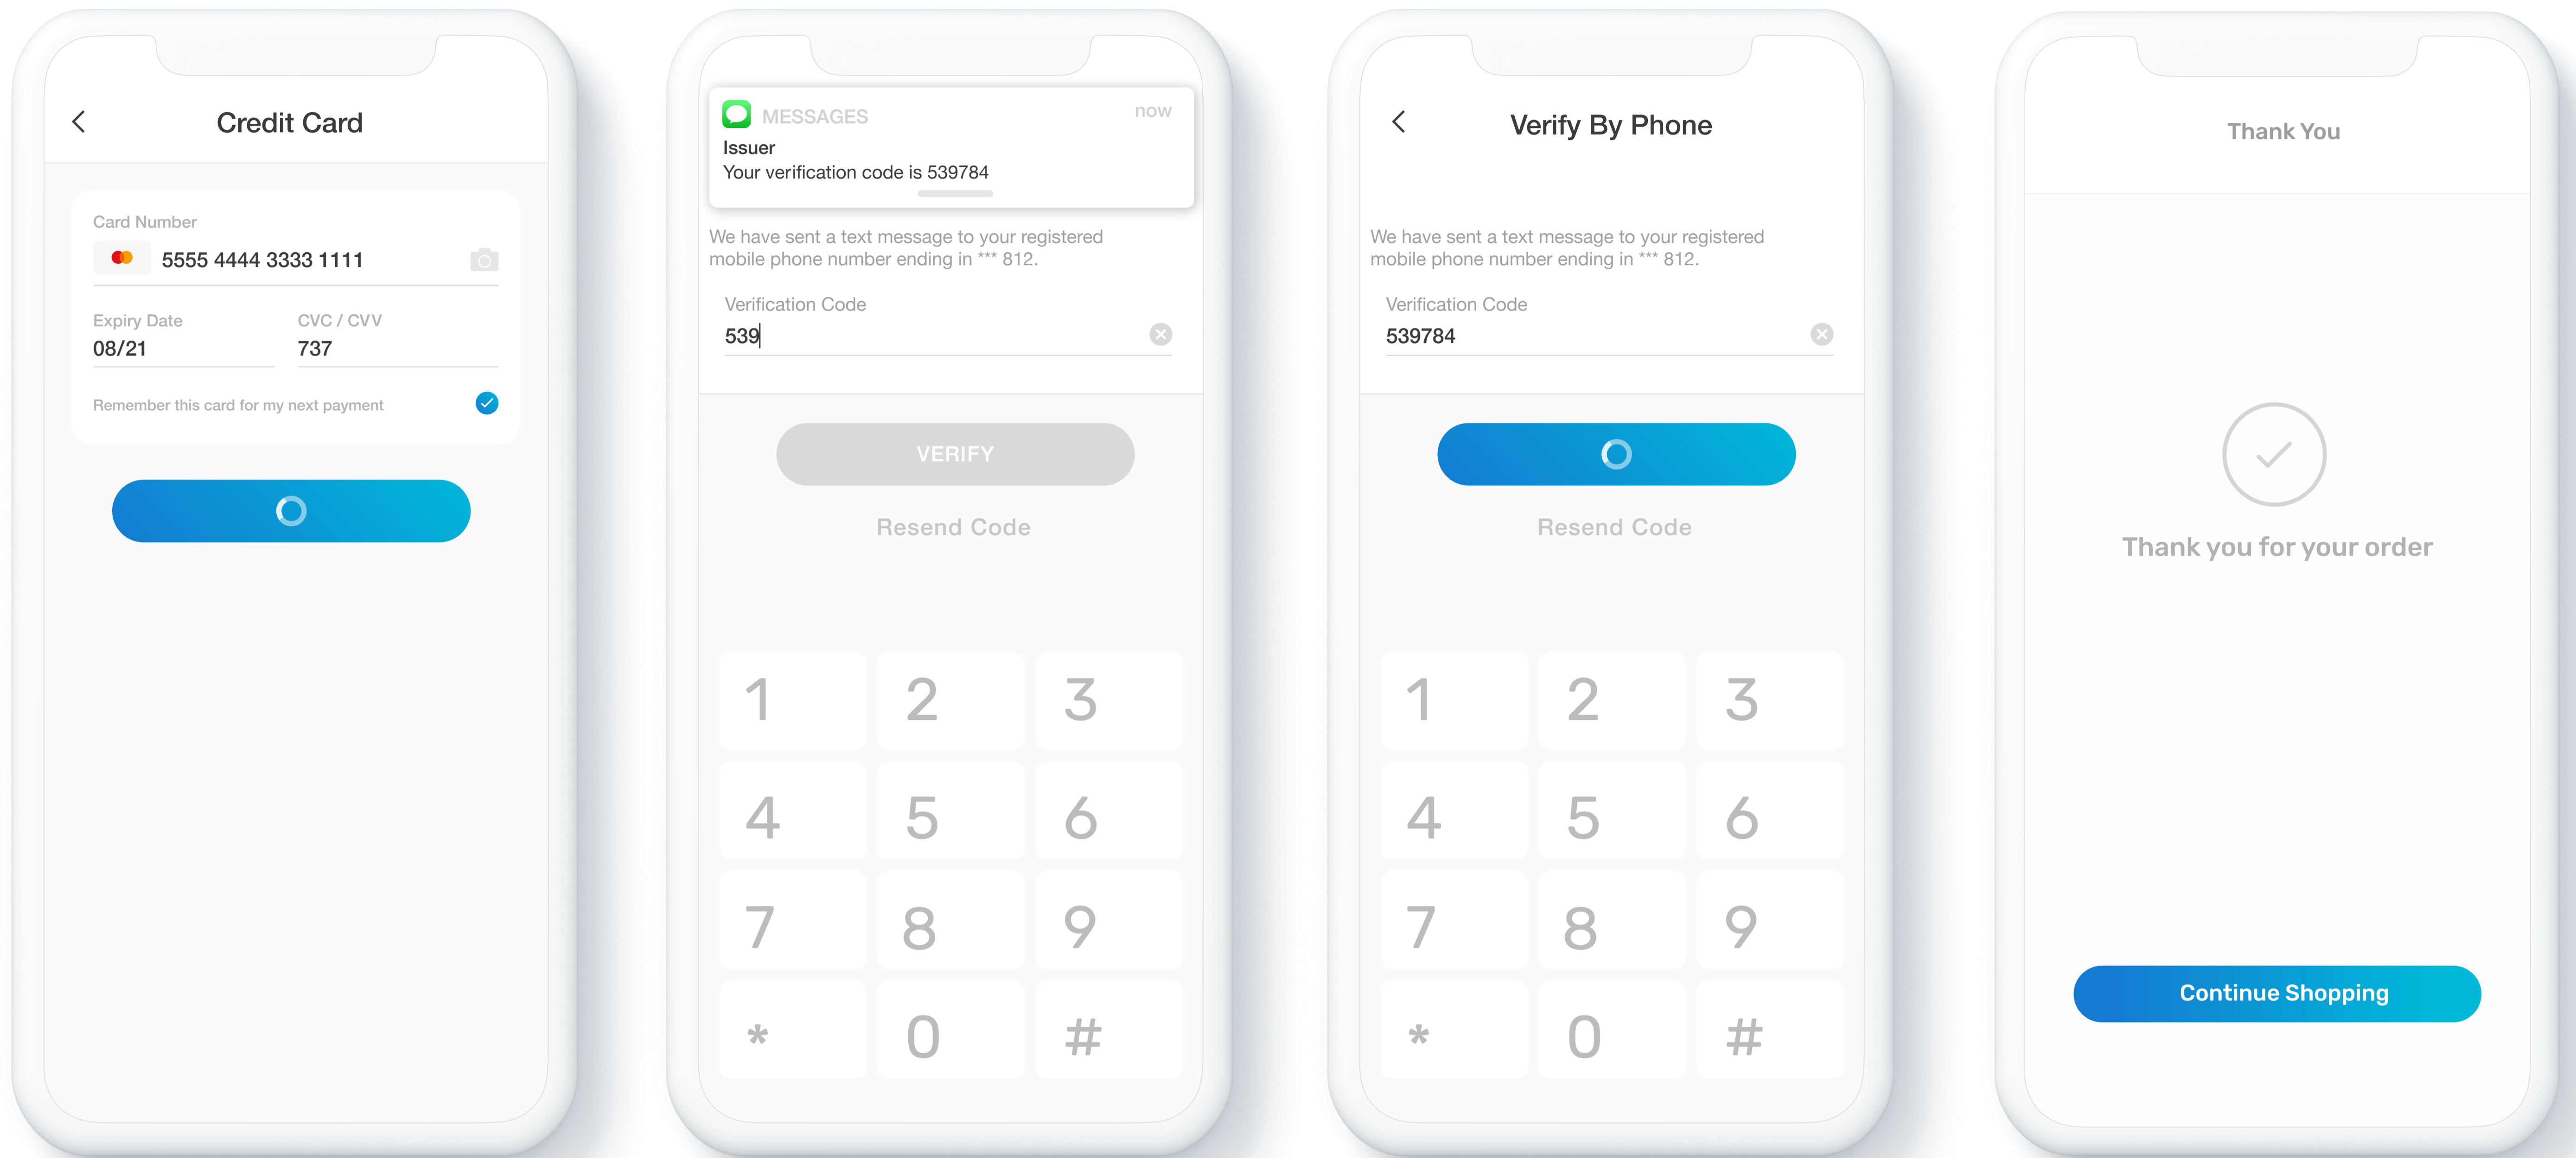 Credit Card
Card Number
5555 4444 3333 1111
Expiry Date CVC / CVV
08/21 737
Remember this card for my next payment
MESSAGES now
Issuer
Your verification code is 539784
We have sent a text message to your registered
mobile phone number ending in *** 812.
Verification Code
539
VERIFY
Resend Code
1 2 3
4 5 6
7 8 9
* 0 #
Verify By Phone
We have sent a text message to your registered
mobile phone number ending in *** 812.
Verification Code
539784
Resend Code
1 2 3
4 5 6
7 8 9
* 0 #
Thank You
Thank you for your order
Continue Shopping